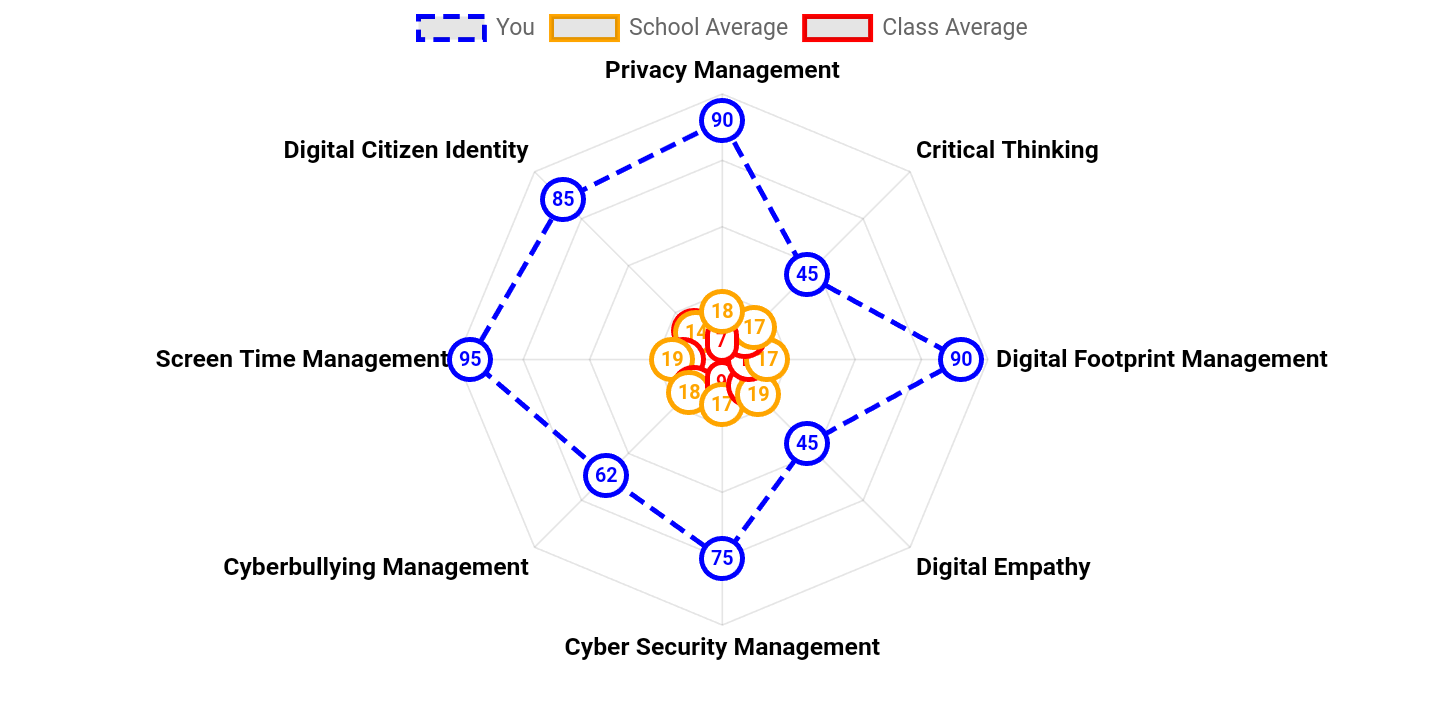 You School Average Class Average
Privacy Management
90
Digital Citizen Identity
Critical Thinking
85
45
18
17
14
7
Screen Time Management
95
19
17
90
Digital Footprint Management
9
18
17
19
45
62
75
Cyberbullying Management
Digital Empathy
Cyber Security Management